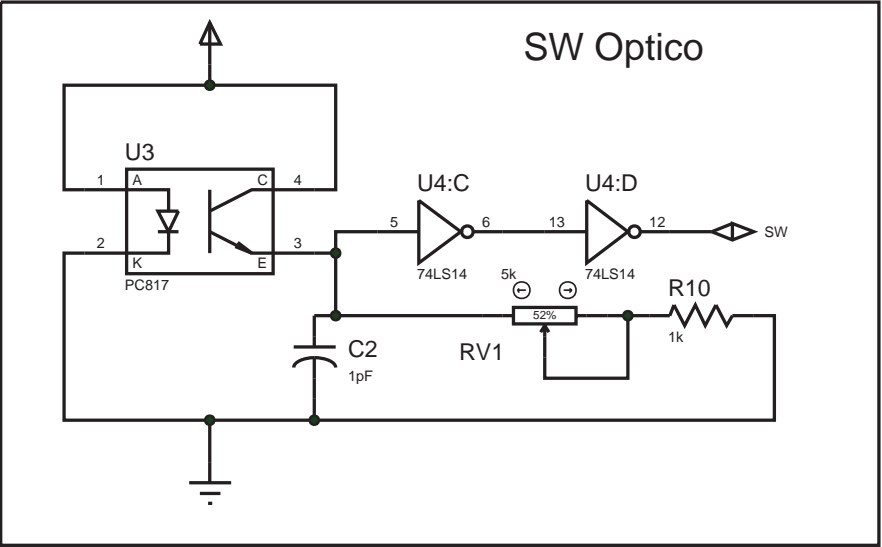 SW Optico
U3
1
A
C
4
2
K
E
3
PC817
U4:C
5
6
74LS14
U4:D
13
12
74LS14
SW
5k
52%
RV1
R10
1k
C2
1pF